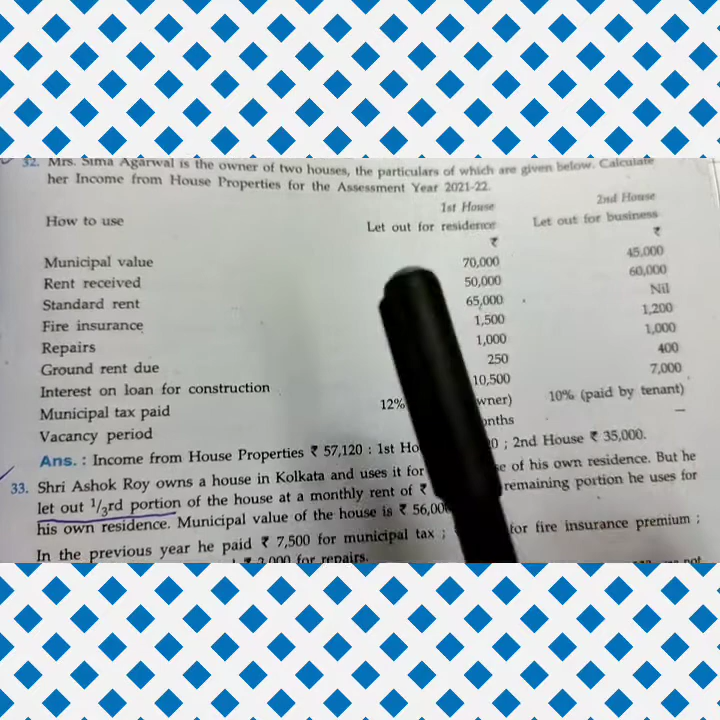 32. Mrs. Sima Agarwal is the owner of two houses, the particulars of which are given below. Calculate
her Income from House Properties for the Assessment Year 2021-22.
1st House 2nd House
How to use Let out for residence Let out for business
₹ ₹
Municipal value 70,000 45,000
Rent received 50,000 60,000
Standard rent 65,000 Nil
Fire insurance 1,500 1,200
Repairs 1,000 1,000
Ground rent due 250 400
Interest on loan for construction 10,500 7,000
Municipal tax paid 12% 10% (paid by tenant)
Vacancy period —
Ans. : Income from House Properties ₹ 57,120 : 1st ; 2nd House ₹ 35,000.
33. Shri Ashok Roy owns a house in Kolkata and uses it for of his own residence. But he
let out 1/3rd portion of the house at a monthly rent of ₹ remaining portion he uses for
his own residence. Municipal value of the house is ₹
In the previous year he paid ₹ 7,500 for municipal tax ; for fire insurance premium ;
for repairs.